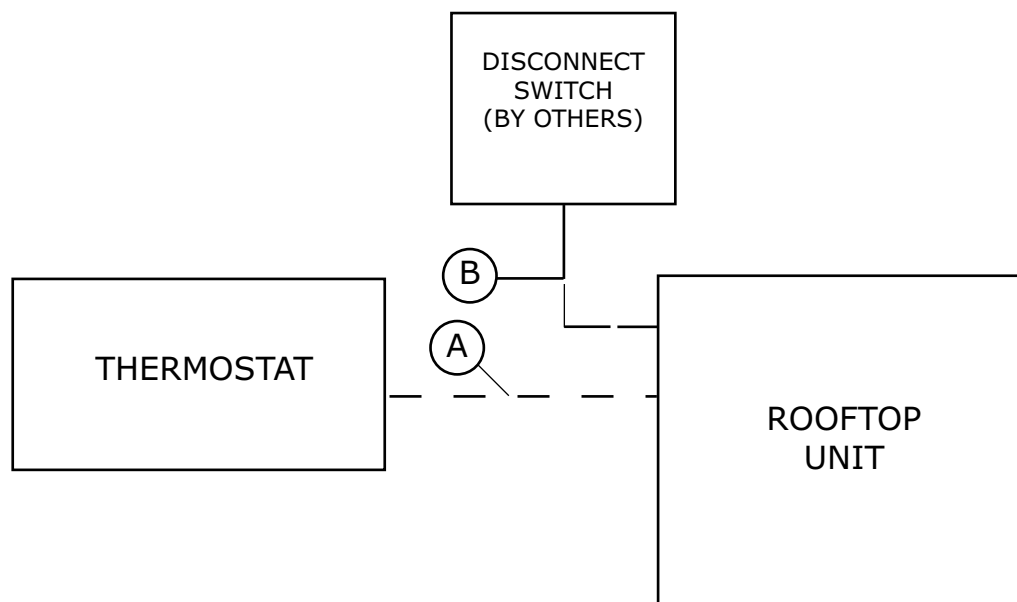 DISCONNECT
SWITCH
(BY OTHERS)
B
A
THERMOSTAT
ROOFTOP
UNIT